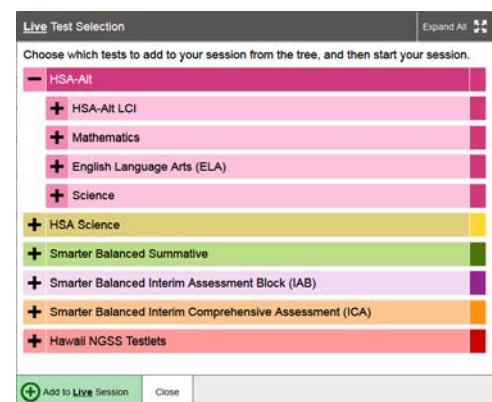 Live Test Selection
Expand All
Choose which tests to add to your session from the tree, and then start your session.
HSA-Alt
HSA-Alt LCI
Mathematics
English Language Arts (ELA)
Science
HSA Science
Smarter Balanced Summative
Smarter Balanced Interim Assessment Block (IAB)
Smarter Balanced Interim Comprehensive Assessment (ICA)
Hawaii NGSS Testlets
Add to Live Session
Close